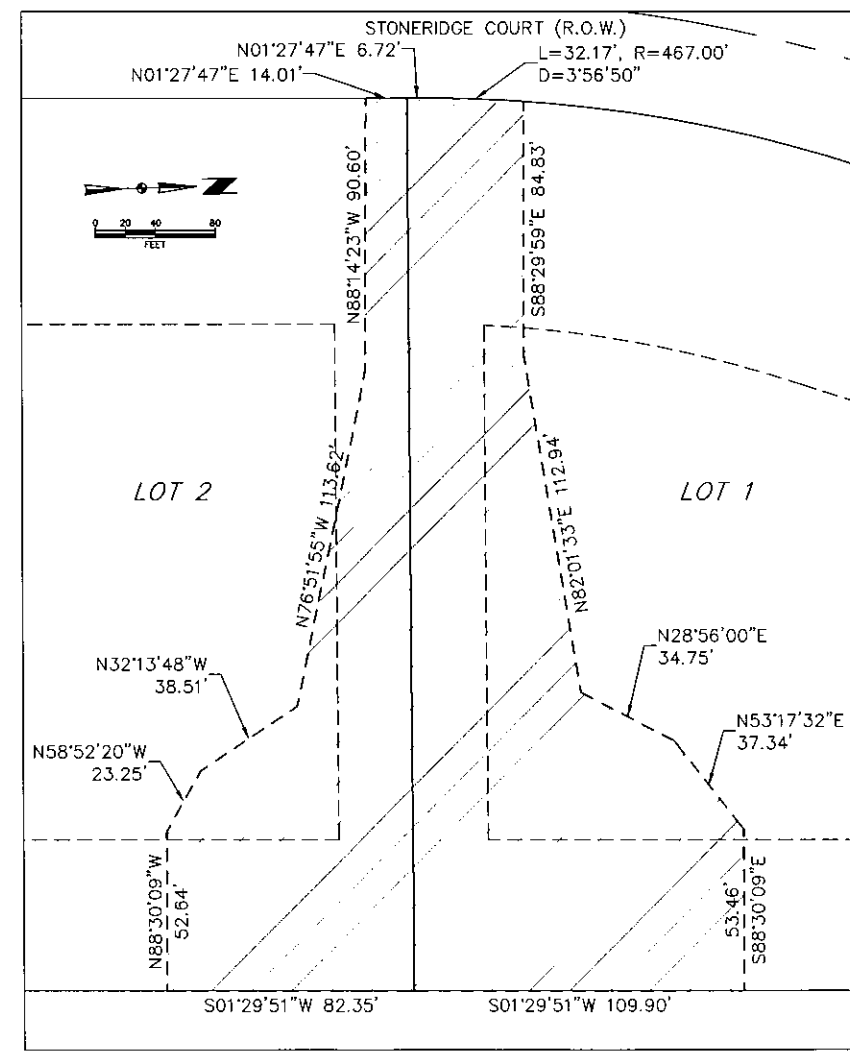 STONERIDGE COURT (R.O.W.)
N01°27'47"E 6.72'
L=32.17', R=467.00'
N01°27'47"E 14.01'
D=3°56'50"
N88°14'23"W 90.60'
S88°29'59"E 84.83'
0 20 40 80
FEET
LOT 2
LOT 1
N76°51'55"W 113.62'
N82°01'33"E 112.94'
N32°13'48"W
38.51'
N28°56'00"E
34.75'
N58°52'20"W
23.25'
N53°17'32"E
37.34'
N88°30'09"W
52.64'
53.46'
S88°30'09"E
S01°29'51"W 82.35'
S01°29'51"W 109.90'